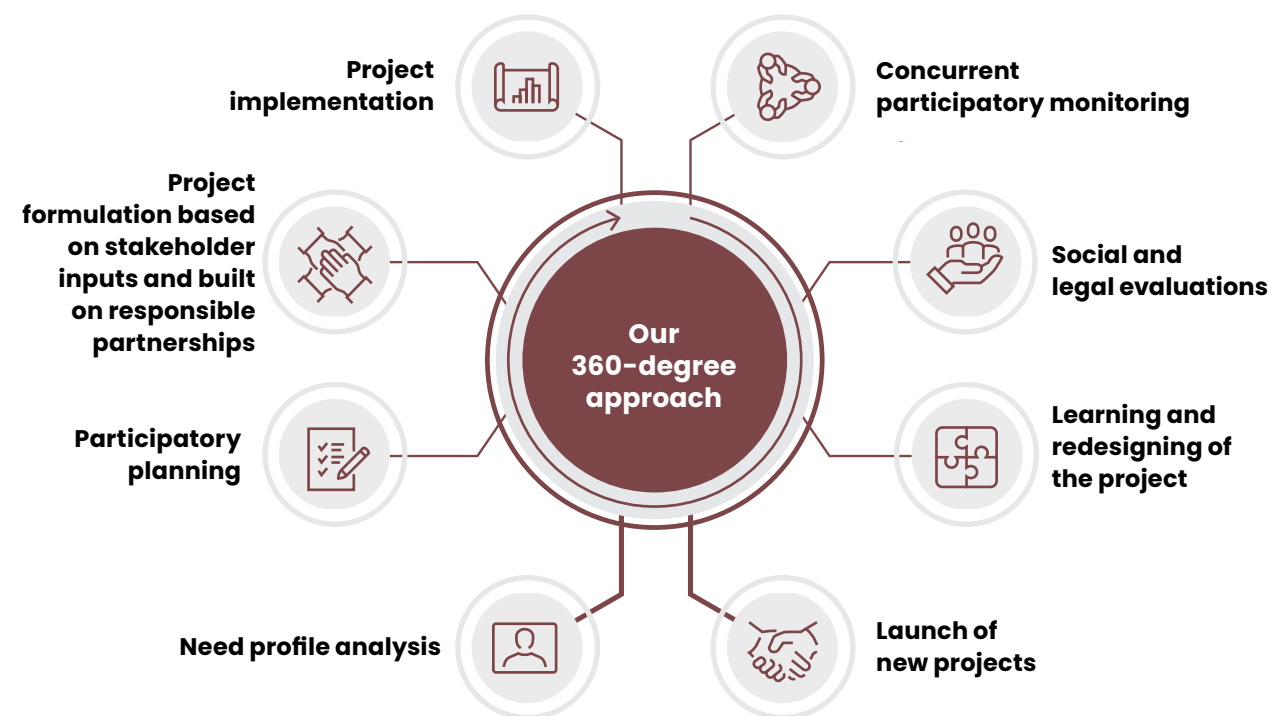 Project
implementation
Concurrent
participatory monitoring
Project
formulation based
on stakeholder
inputs and built
on responsible
partnerships
Social and
legal evaluations
Our
360-degree
approach
Participatory
planning
Learning and
redesigning of
the project
Need profile analysis
Launch of
new projects